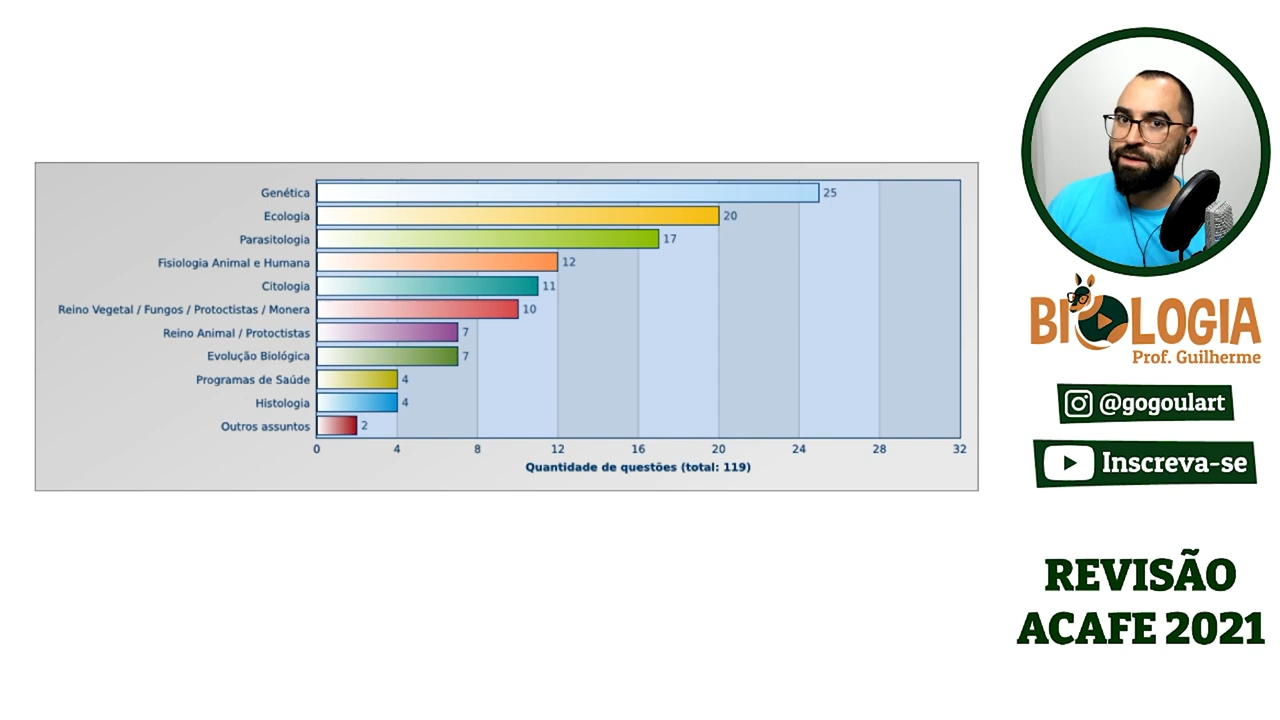 Genética 25
Ecologia 20
Parasitologia 17
Fisiologia Animal e Humana 12
Citologia 11
Reino Vegetal / Fungos / Protoctistas / Monera 10
Reino Animal / Protoctistas 7
Evolução Biológica 7
Programas de Saúde 4
Histologia 4
Outros assuntos 2
0 4 8 12 16 20 24 28 32
Quantidade de questões (total: 119)
BIOLOGIA
Prof. Guilherme
@gogoulart
Inscreva-se
REVISÃO
ACAFE 2021